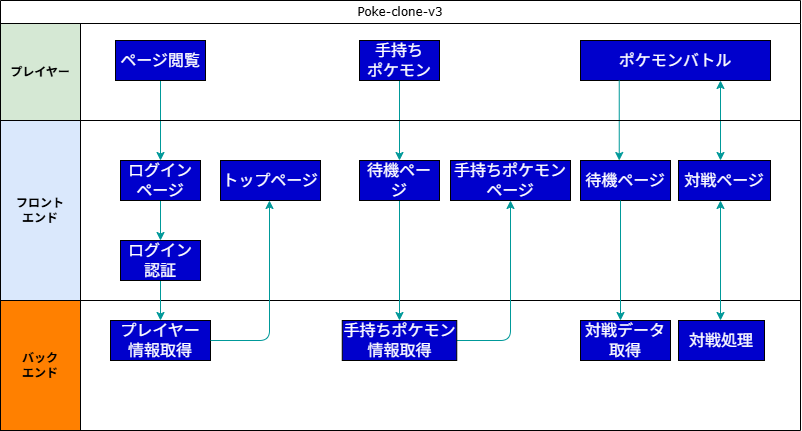 Poke-clone-v3
プレイヤー
ページ閲覧
手持ち
ポケモン
ポケモンバトル
フロント
エンド
ログイン
ページ
トップページ
待機ペー
ジ
手持ちポケモン
ページ
待機ページ
対戦ページ
ログイン
認証
バック
エンド
プレイヤー
情報取得
手持ちポケモン
情報取得
対戦データ
取得
対戦処理